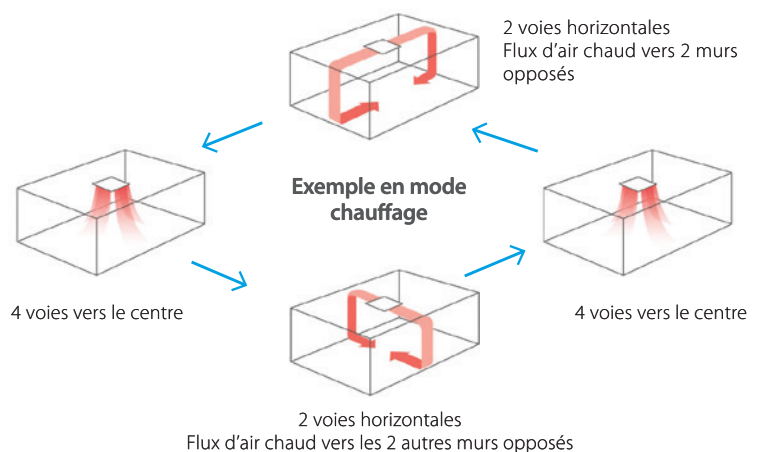 2 voies horizontales
Flux d’air chaud vers 2 murs
opposés
Exemple en mode
chauffage
4 voies vers le centre
4 voies vers le centre
2 voies horizontales
Flux d’air chaud vers les 2 autres murs opposés